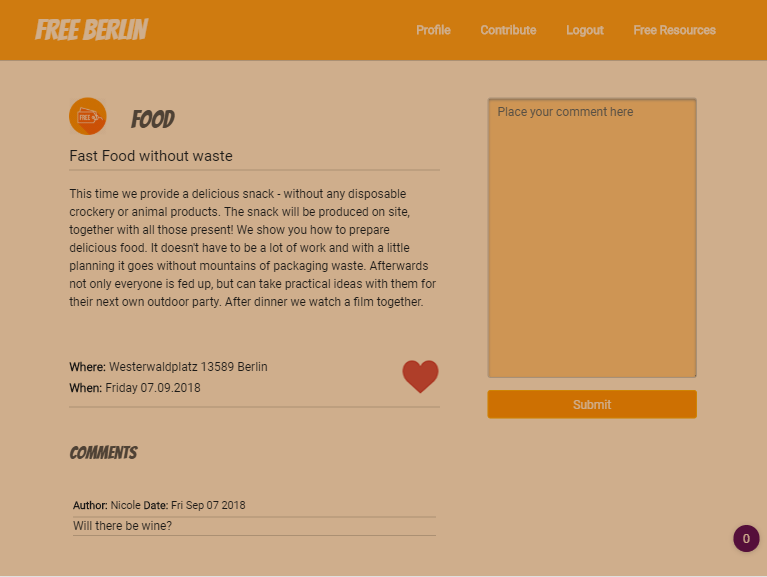 FREE BERLIN
Profile Contribute Logout Free Resources
FREE
FOOD
Place your comment here
Fast Food without waste
This time we provide a delicious snack - without any disposable
crockery or animal products. The snack will be produced on site,
together with all those present! We show you how to prepare
delicious food. It doesn't have to be a lot of work and with a little
planning it goes without mountains of packaging waste. Afterwards
not only everyone is fed up, but can take practical ideas with them for
their next own outdoor party. After dinner we watch a film together.
Where: Westerwaldplatz 13589 Berlin
When: Friday 07.09.2018
Submit
COMMENTS
Author: Nicole Date: Fri Sep 07 2018
Will there be wine?
0